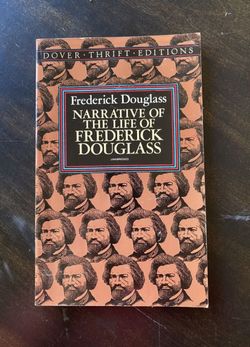 DOVER · THRIFT · EDITIONS
Frederick Douglass
NARRATIVE OF
THE LIFE OF
FREDERICK
DOUGLASS
UNABRIDGED